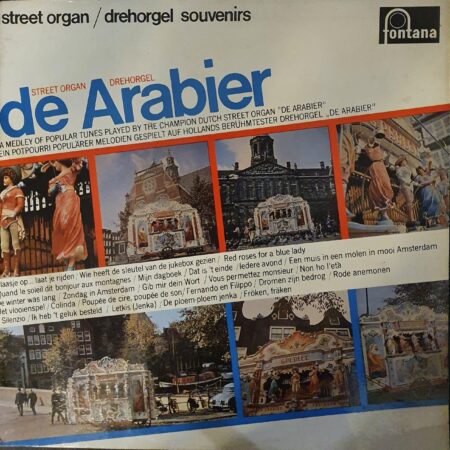 street organ / drehorgel souvenirs
fontana
STREET ORGAN DREHORGEL
de Arabier
A MEDLEY OF POPULAR TUNES PLAYED BY THE CHAMPION DUTCH STREET ORGAN "DE ARABIER"
EIN POTPOURRI POPULÄRER MELODIEN GESPIELT AUF HOLLANDS BERÜHMTESTER DREHORGEL „DE ARABIER"
op...laat je rijden / Wie heeft de sleutel van de jukebox gezien / Red roses for a blue lady
Quand le soleil dit bonjour aux montagnes / Mijn dagboek / Dat is 't einde / Iedere avond / Een muis in een molen in mooi Amsterdam
e winter was lang / Zondag in Amsterdam / Gib mir dein Wort / Vous permettez monsieur / Non ho l'età
et vlooienspel / Colinda / Poupée de cire, poupée de son / Fernando en Filippo / Dromen zijn bedrog / Rode anemonen
Silenzio / Ik heb 't geluk besteld / Letkis (Jenka) / De ploem ploem jenka / Fröken, fräken